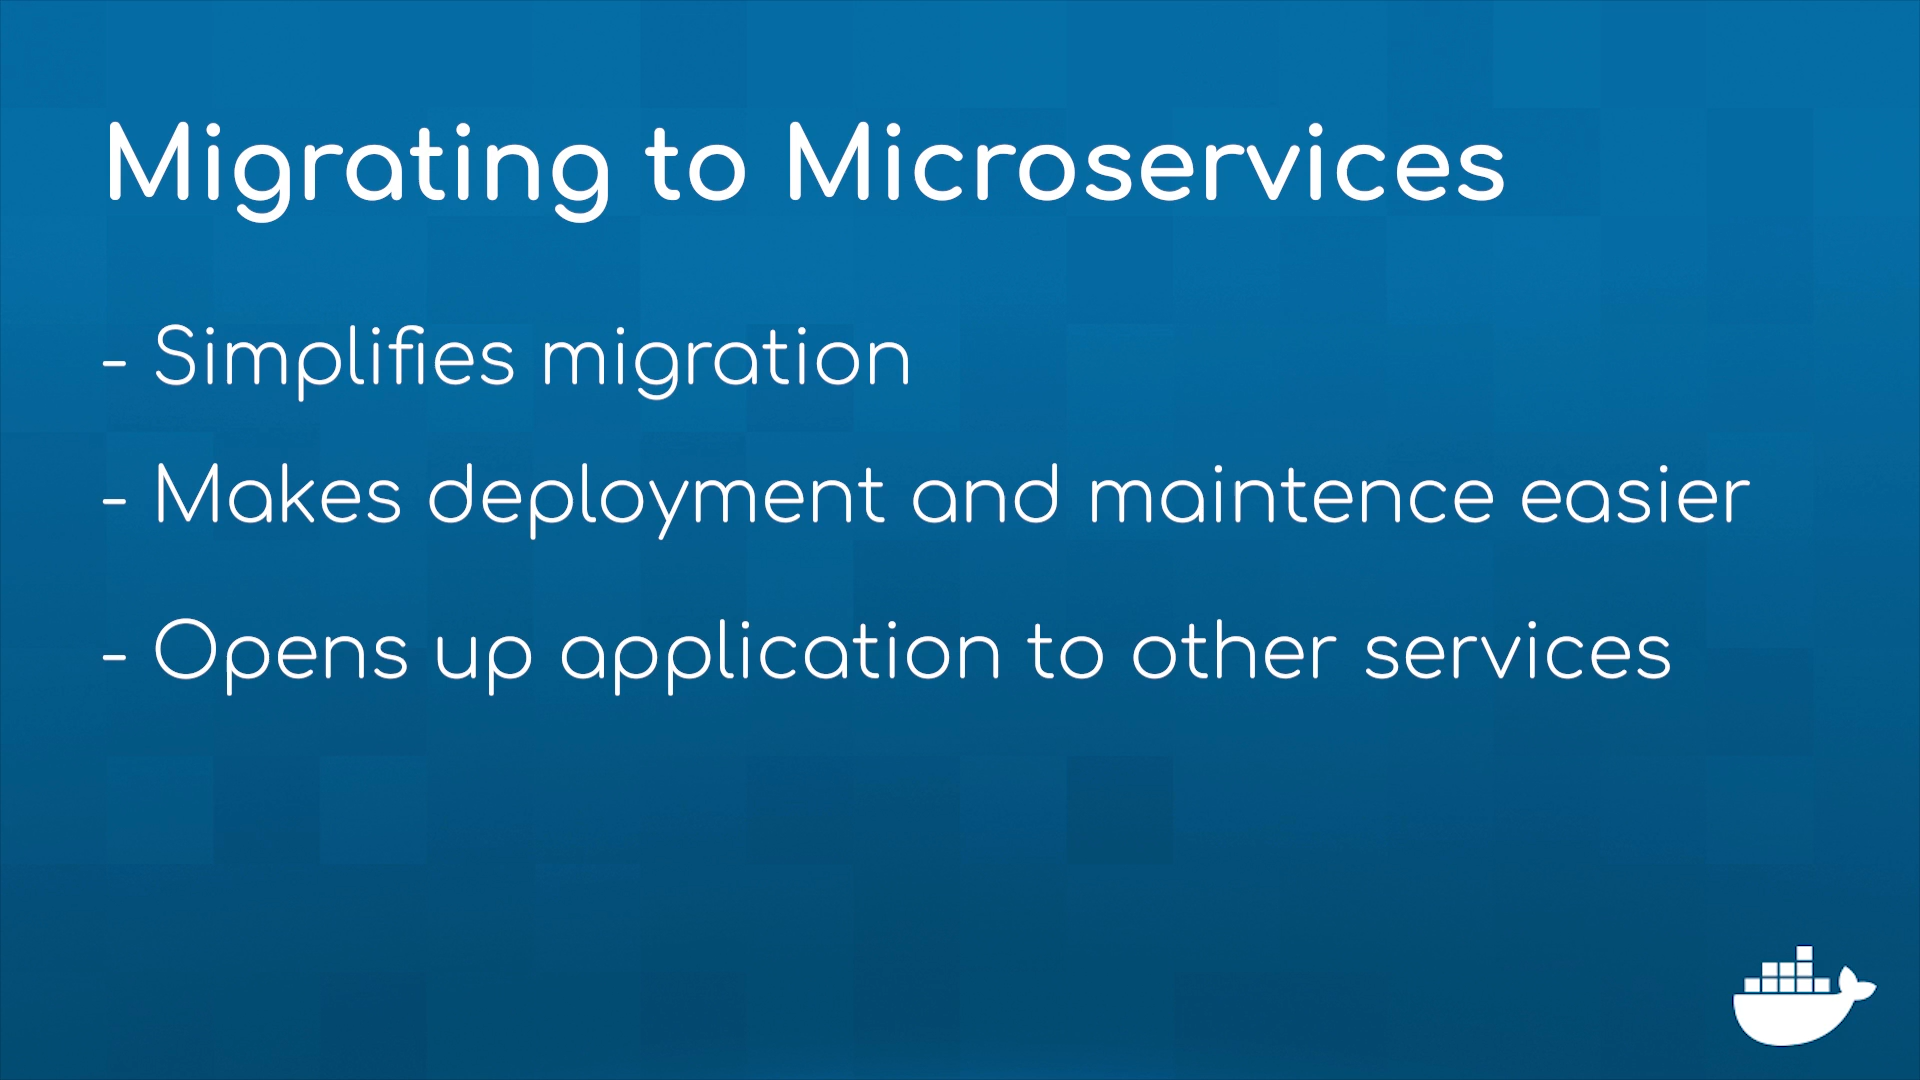 Migrating to Microservices
- Simplifies migration
- Makes deployment and maintence easier
- Opens up application to other services